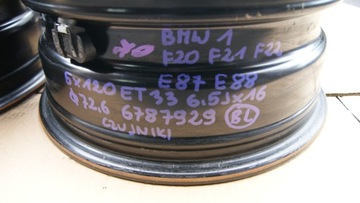 BMW 1
F20 F21 F22
E87 E88
5x120 ET33 6.5Jx16
Ø72,6 6787929 BL
CZUJNIKI